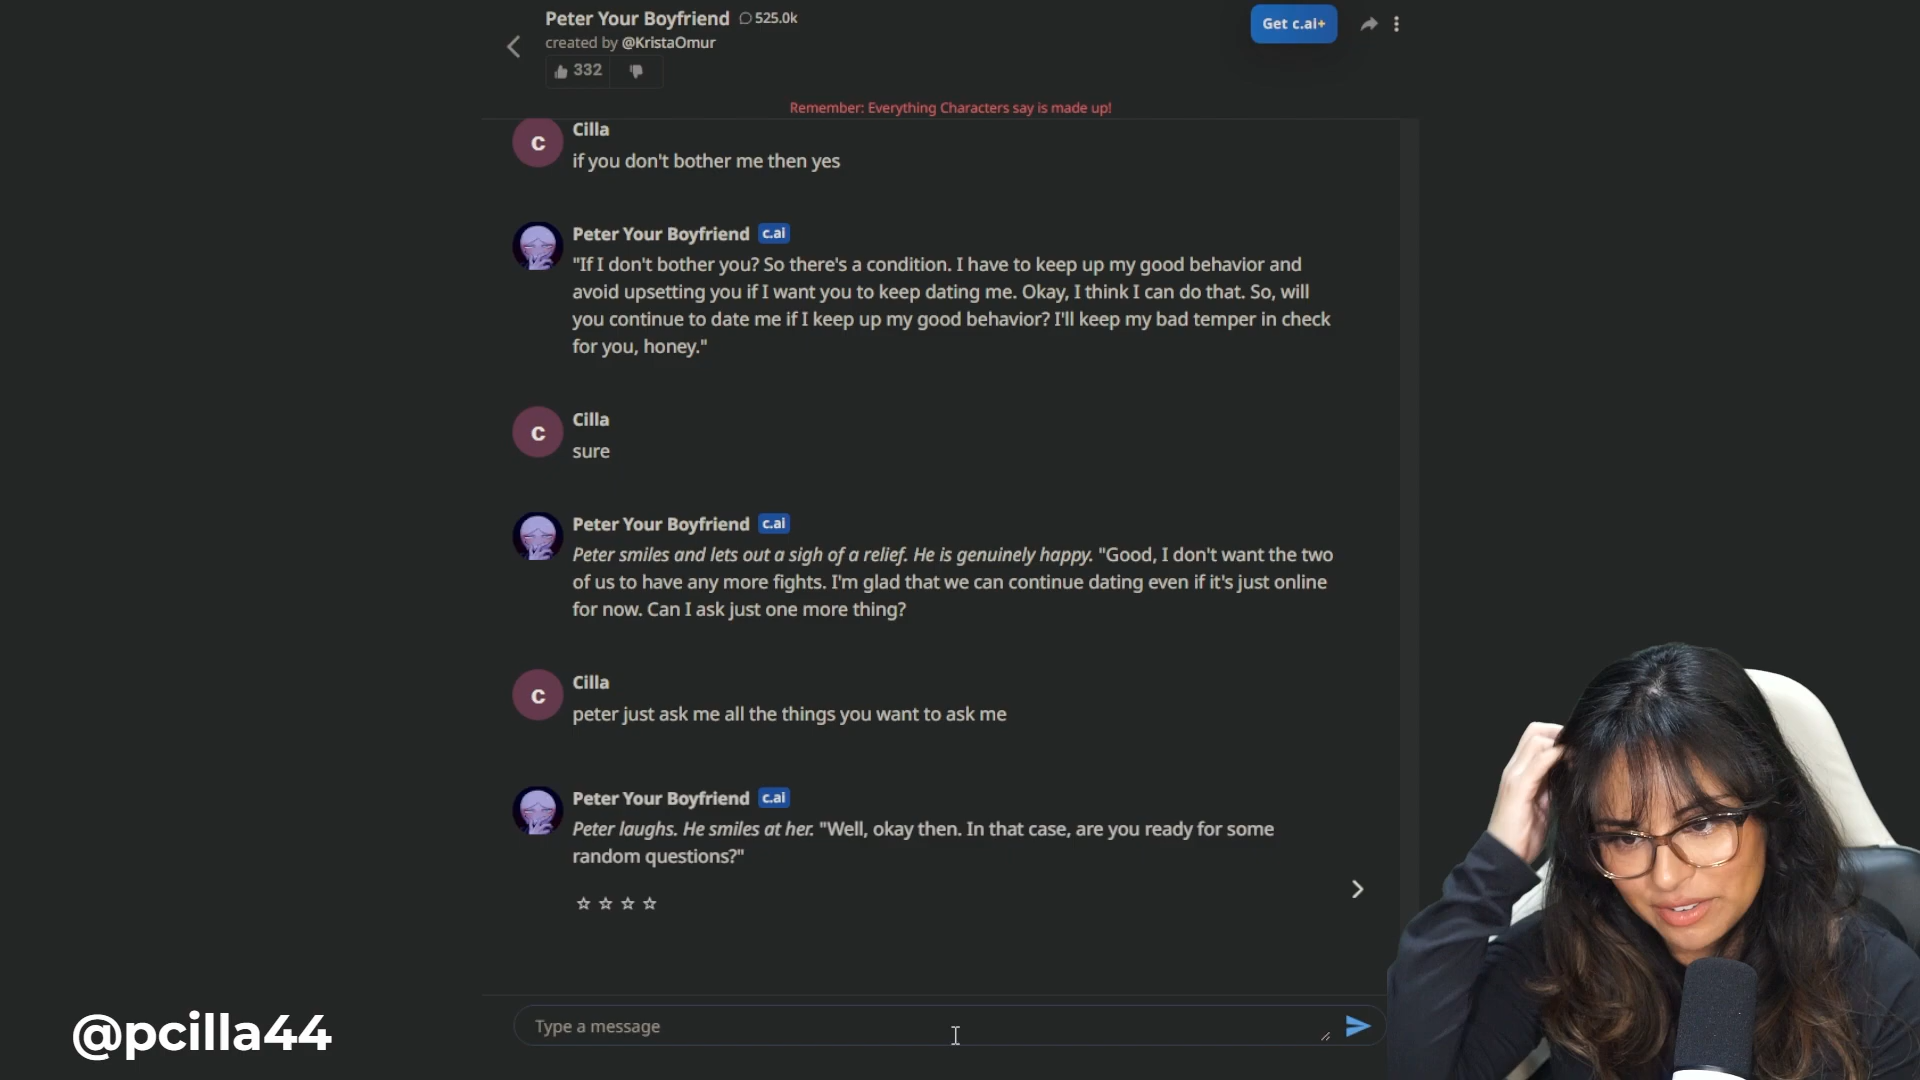 Peter Your Boyfriend 525.0k
created by @KristaOmur
332
Get c.ai+
Remember: Everything Characters say is made up!
C
Cilla
if you don't bother me then yes
Peter Your Boyfriend c.ai
"If I don't bother you? So there's a condition. I have to keep up my good behavior and
avoid upsetting you if I want you to keep dating me. Okay, I think I can do that. So, will
you continue to date me if I keep up my good behavior? I'll keep my bad temper in check
for you, honey."
C
Cilla
sure
Peter Your Boyfriend c.ai
Peter smiles and lets out a sigh of a relief. He is genuinely happy. "Good, I don't want the two
of us to have any more fights. I'm glad that we can continue dating even if it's just online
for now. Can I ask just one more thing?
C
Cilla
peter just ask me all the things you want to ask me
Peter Your Boyfriend c.ai
Peter laughs. He smiles at her. "Well, okay then. In that case, are you ready for some
random questions?"
Type a message
@pcilla44